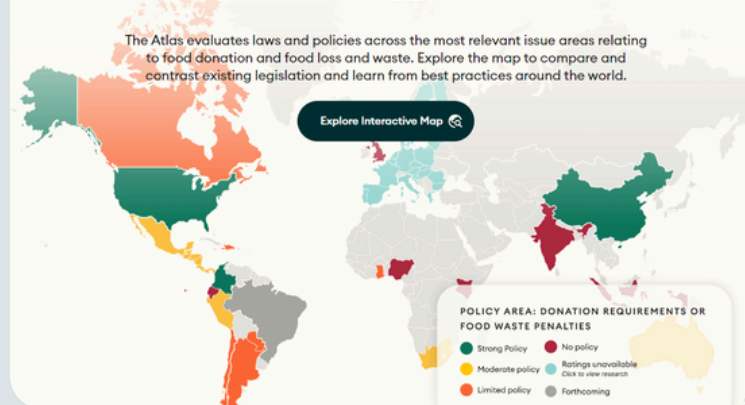 The Atlas evaluates laws and policies across the most relevant issue areas relating
to food donation and food loss and waste. Explore the map to compare and
contrast existing legislation and learn from best practices around the world.
Explore Interactive Map
POLICY AREA: DONATION REQUIREMENTS OR
FOOD WASTE PENALTIES
Strong Policy
No policy
Moderate policy
Ratings unavailable
Click to view research
Limited policy
Forthcoming